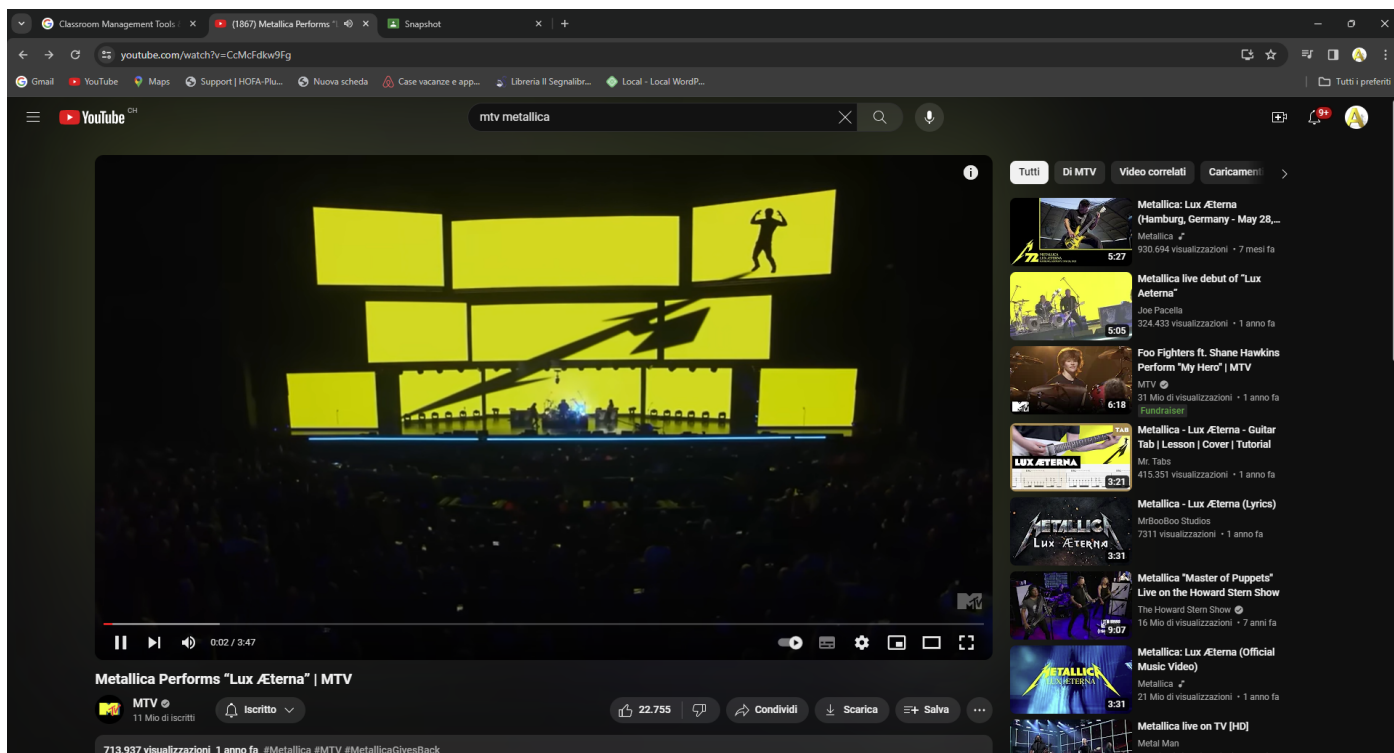 Classroom Management Tools
(1867) Metallica Performs "L
Snapshot
youtube.com/watch?v=CcMcFdkw9Fg
Gmail
YouTube
Maps
Support | HOFA-Plu...
Nuova scheda
Case vacanze e app...
Libreria Il Segnalibr...
Local - Local WordP...
Tutti i preferiti
YouTube CH
mtv metallica
9+
Tutti
Di MTV
Video correlati
Caricamenti
Metallica: Lux Æterna
(Hamburg, Germany - May 28,...
Metallica
930.694 visualizzazioni • 7 mesi fa
5:27
Metallica live debut of "Lux
Aeterna"
Joe Pacella
324.433 visualizzazioni • 1 anno fa
5:05
Foo Fighters ft. Shane Hawkins
Perform "My Hero" | MTV
MTV
31 Mio di visualizzazioni • 1 anno fa
Fundraiser
6:18
TAB
LUX ÆTERNA
Metallica - Lux Æterna - Guitar
Tab | Lesson | Cover | Tutorial
Mr. Tabs
415.351 visualizzazioni • 1 anno fa
3:21
METALLICA
LUX ÆTERNA
Metallica - Lux Æterna (Lyrics)
MrBooBoo Studios
7311 visualizzazioni • 1 anno fa
3:31
Metallica "Master of Puppets"
Live on the Howard Stern Show
The Howard Stern Show
16 Mio di visualizzazioni • 7 anni fa
9:07
METALLICA
LUX ÆTERNA
Metallica: Lux Æterna (Official
Music Video)
Metallica
21 Mio di visualizzazioni • 1 anno fa
3:31
Metallica live on TV [HD]
Metal Man
MTV
0:02 / 3:47
Metallica Performs “Lux Æterna” | MTV
MTV
11 Mio di iscritti
Iscritto
22.755
Condividi
Scarica
Salva
713.937 visualizzazioni 1 anno fa #Metallica #MTV #MetallicaGivesBack